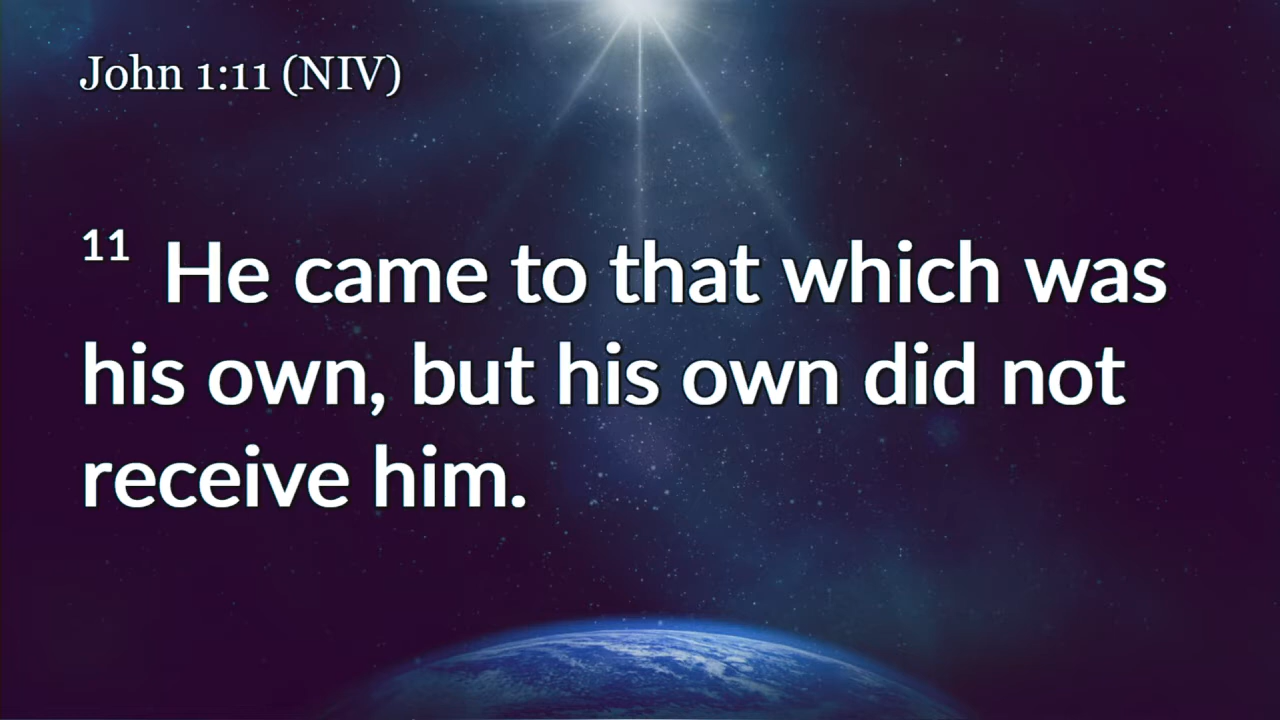 John 1:11 (NIV)
11 He came to that which was
his own, but his own did not
receive him.